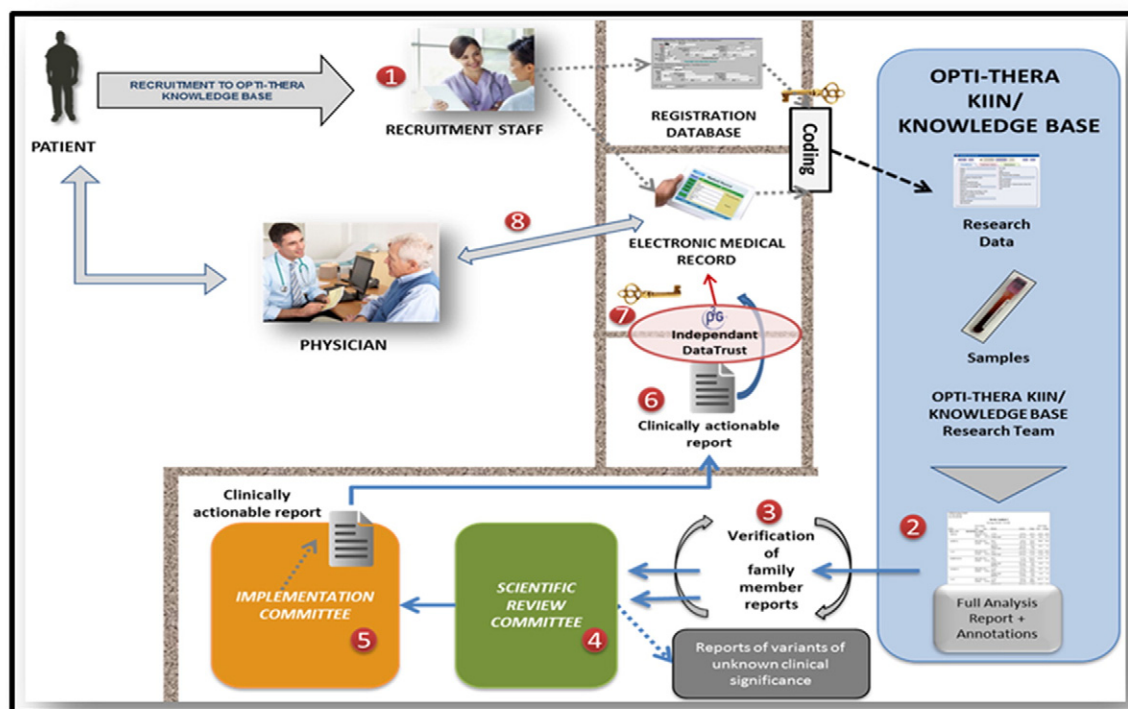 RECRUITMENT TO OPTI-THERA
KNOWLEDGE BASE
PATIENT
1
RECRUITMENT STAFF
REGISTRATION
DATABASE
Coding
OPTI-THERA
KIIN/
KNOWLEDGE BASE
Research
Data
Samples
OPTI-THERA KIIN/
KNOWLEDGE BASE
Research Team
8
ELECTRONIC MEDICAL
RECORD
PHYSICIAN
7
Independant
DataTrust
6
Clinically actionable
report
2
Full Analysis
Report +
Annotations
3
Verification
of
family
member
reports
Reports of variants of
unknown clinical
significance
SCIENTIFIC
REVIEW
COMMITTEE
4
Clinically
actionable report
IMPLEMENTATION
COMMITTEE
5